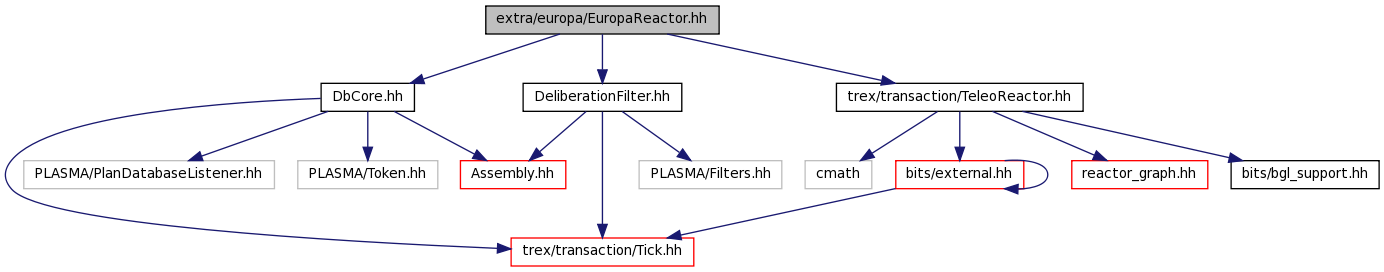 extra/europa/EuropaReactor.hh
DbCore.hh
DeliberationFilter.hh
trex/transaction/TeleoReactor.hh
PLASMA/PlanDatabaseListener.hh
PLASMA/Token.hh
Assembly.hh
PLASMA/Filters.hh
cmath
bits/external.hh
reactor_graph.hh
bits/bgl_support.hh
trex/transaction/Tick.hh